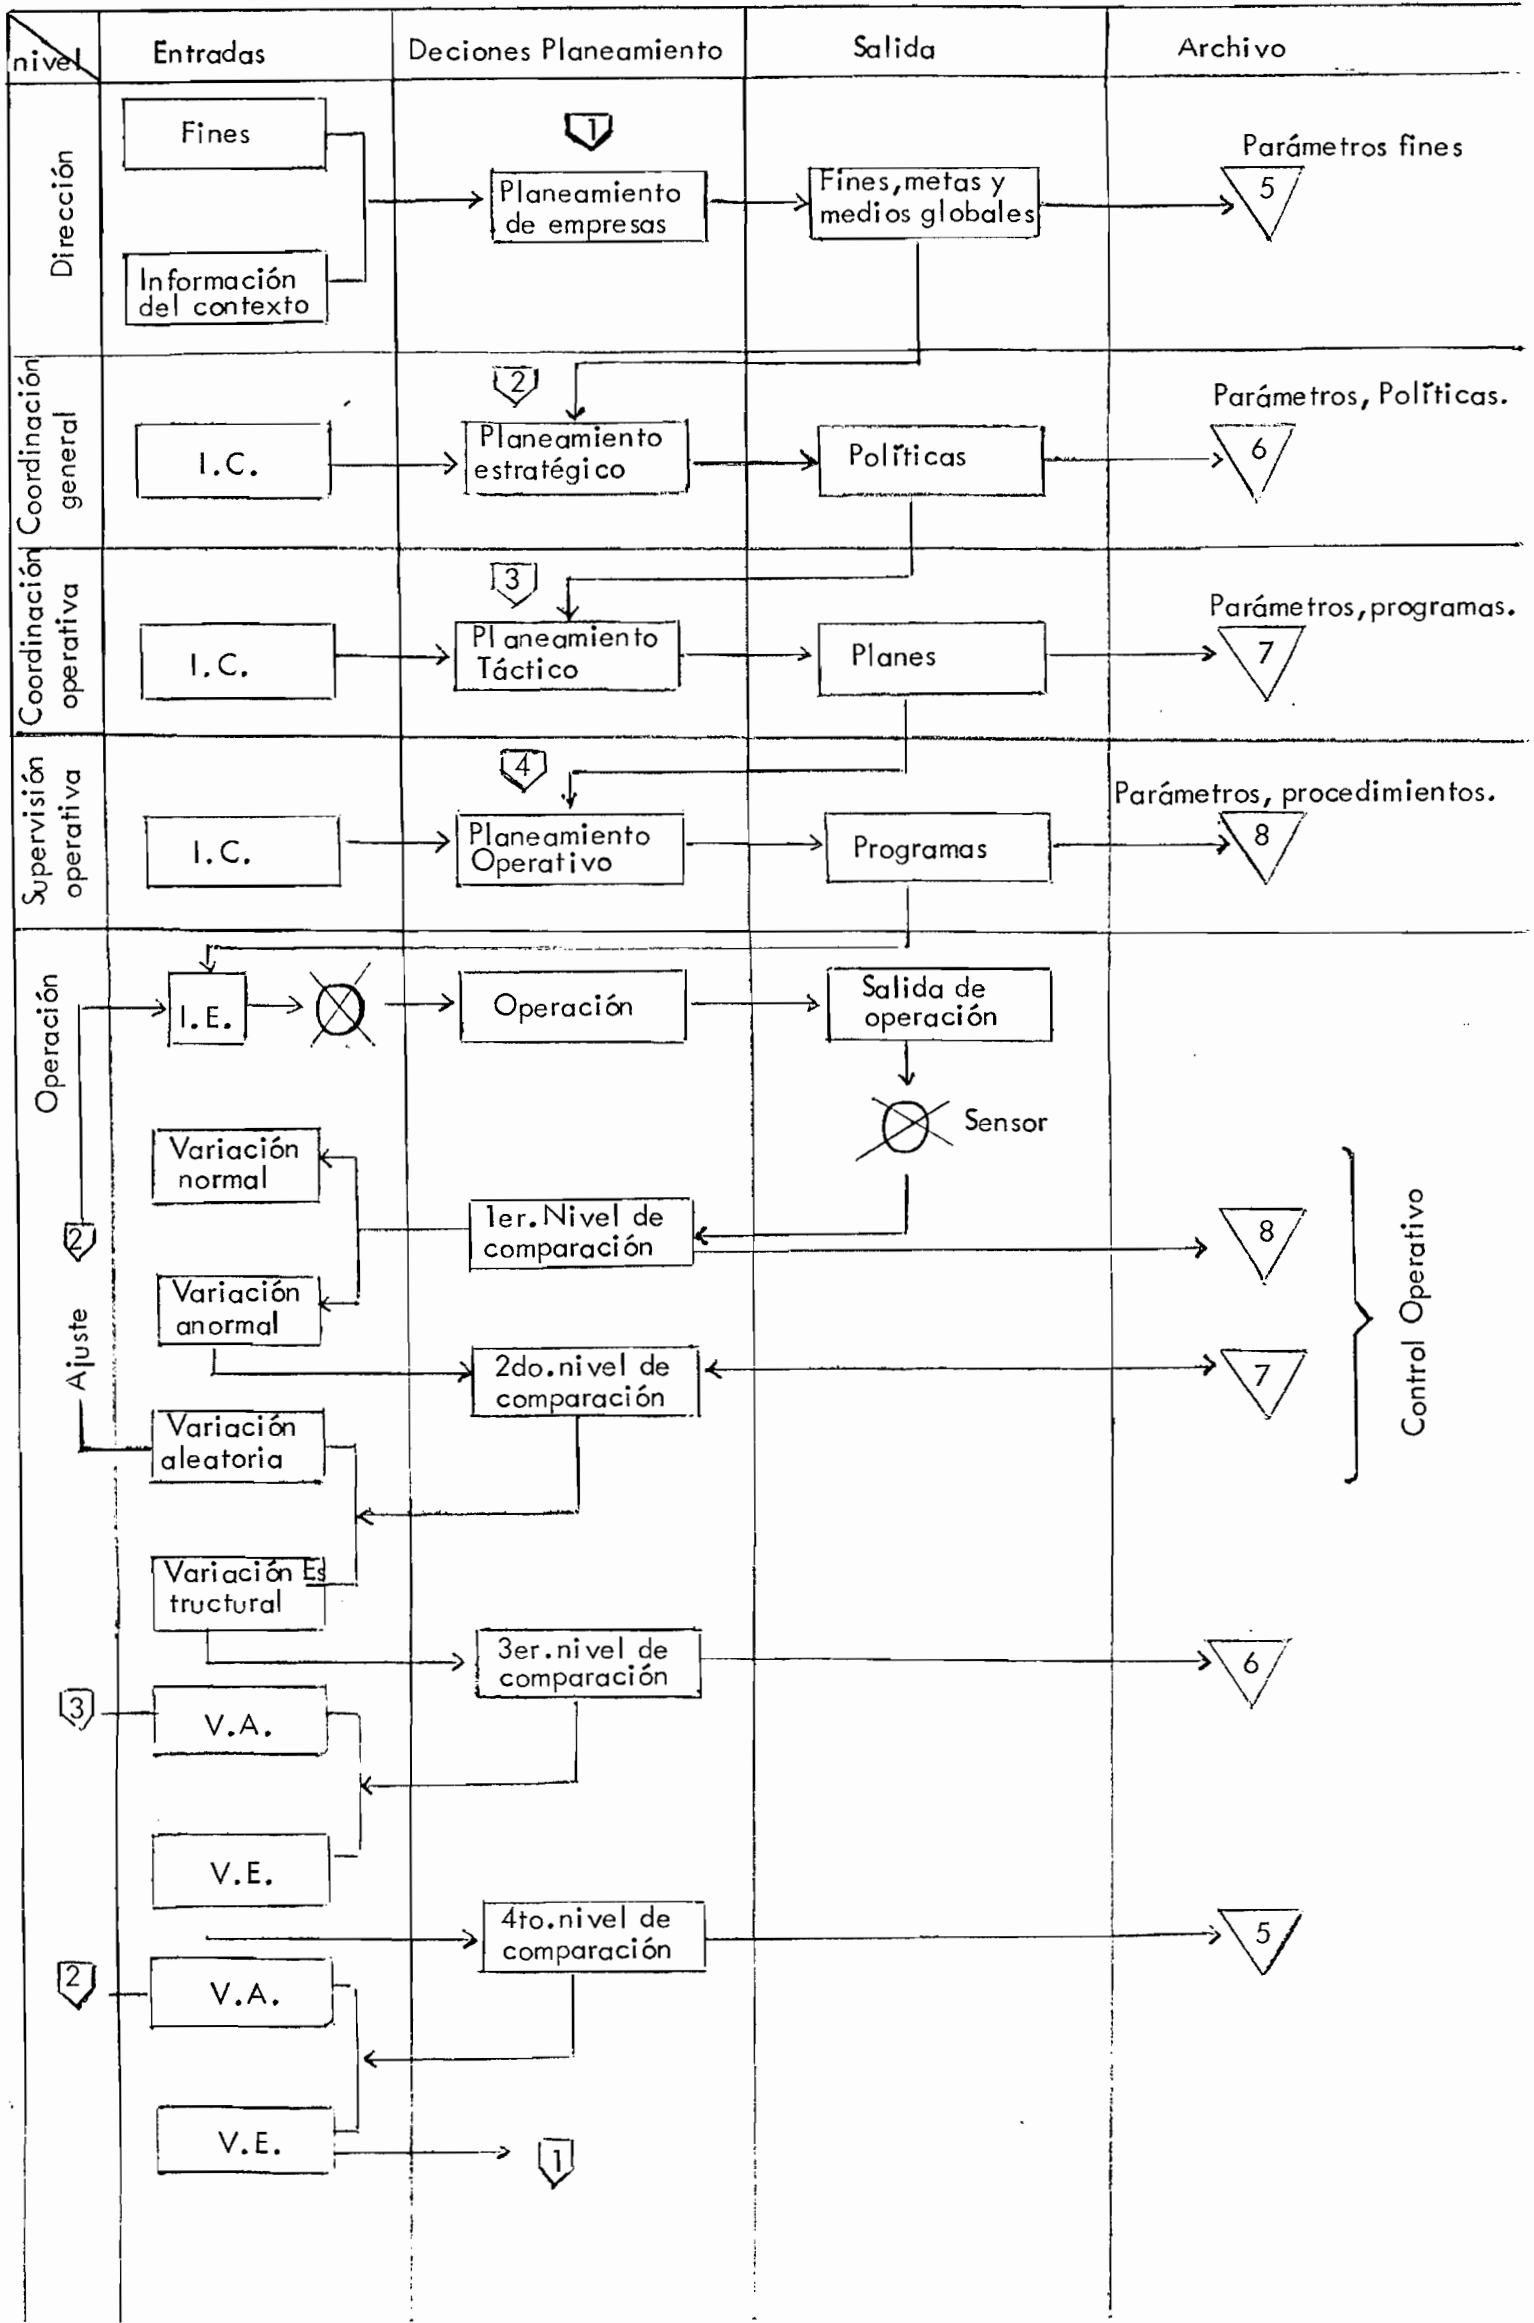 nivel
Entradas
Deciones Planeamiento
Salida
Archivo
Dirección
Fines
1
Parámetros fines
Planeamiento
de empresas
Fines, metas y
medios globales
5
Información
del contexto
Coordinación
general
2
Parámetros, Políticas.
I.C.
Planeamiento
estratégico
Políticas
6
Coordinación
operativa
3
Parámetros, programas.
I.C.
Planeamiento
Táctico
Planes
7
Supervisión
operativa
4
Parámetros, procedimientos.
I.C.
Planeamiento
Operativo
Programas
8
Operación
I.E.
Operación
Salida de
operación
Sensor
Variación
normal
1er. Nivel de
comparación
8
2
Variación
anormal
Ajuste
2do. nivel de
comparación
7
Control Operativo
Variación
aleatoria
Variación Es
tructural
3er. nivel de
comparación
6
3
V.A.
V.E.
4to. nivel de
comparación
5
2
V.A.
V.E.
1